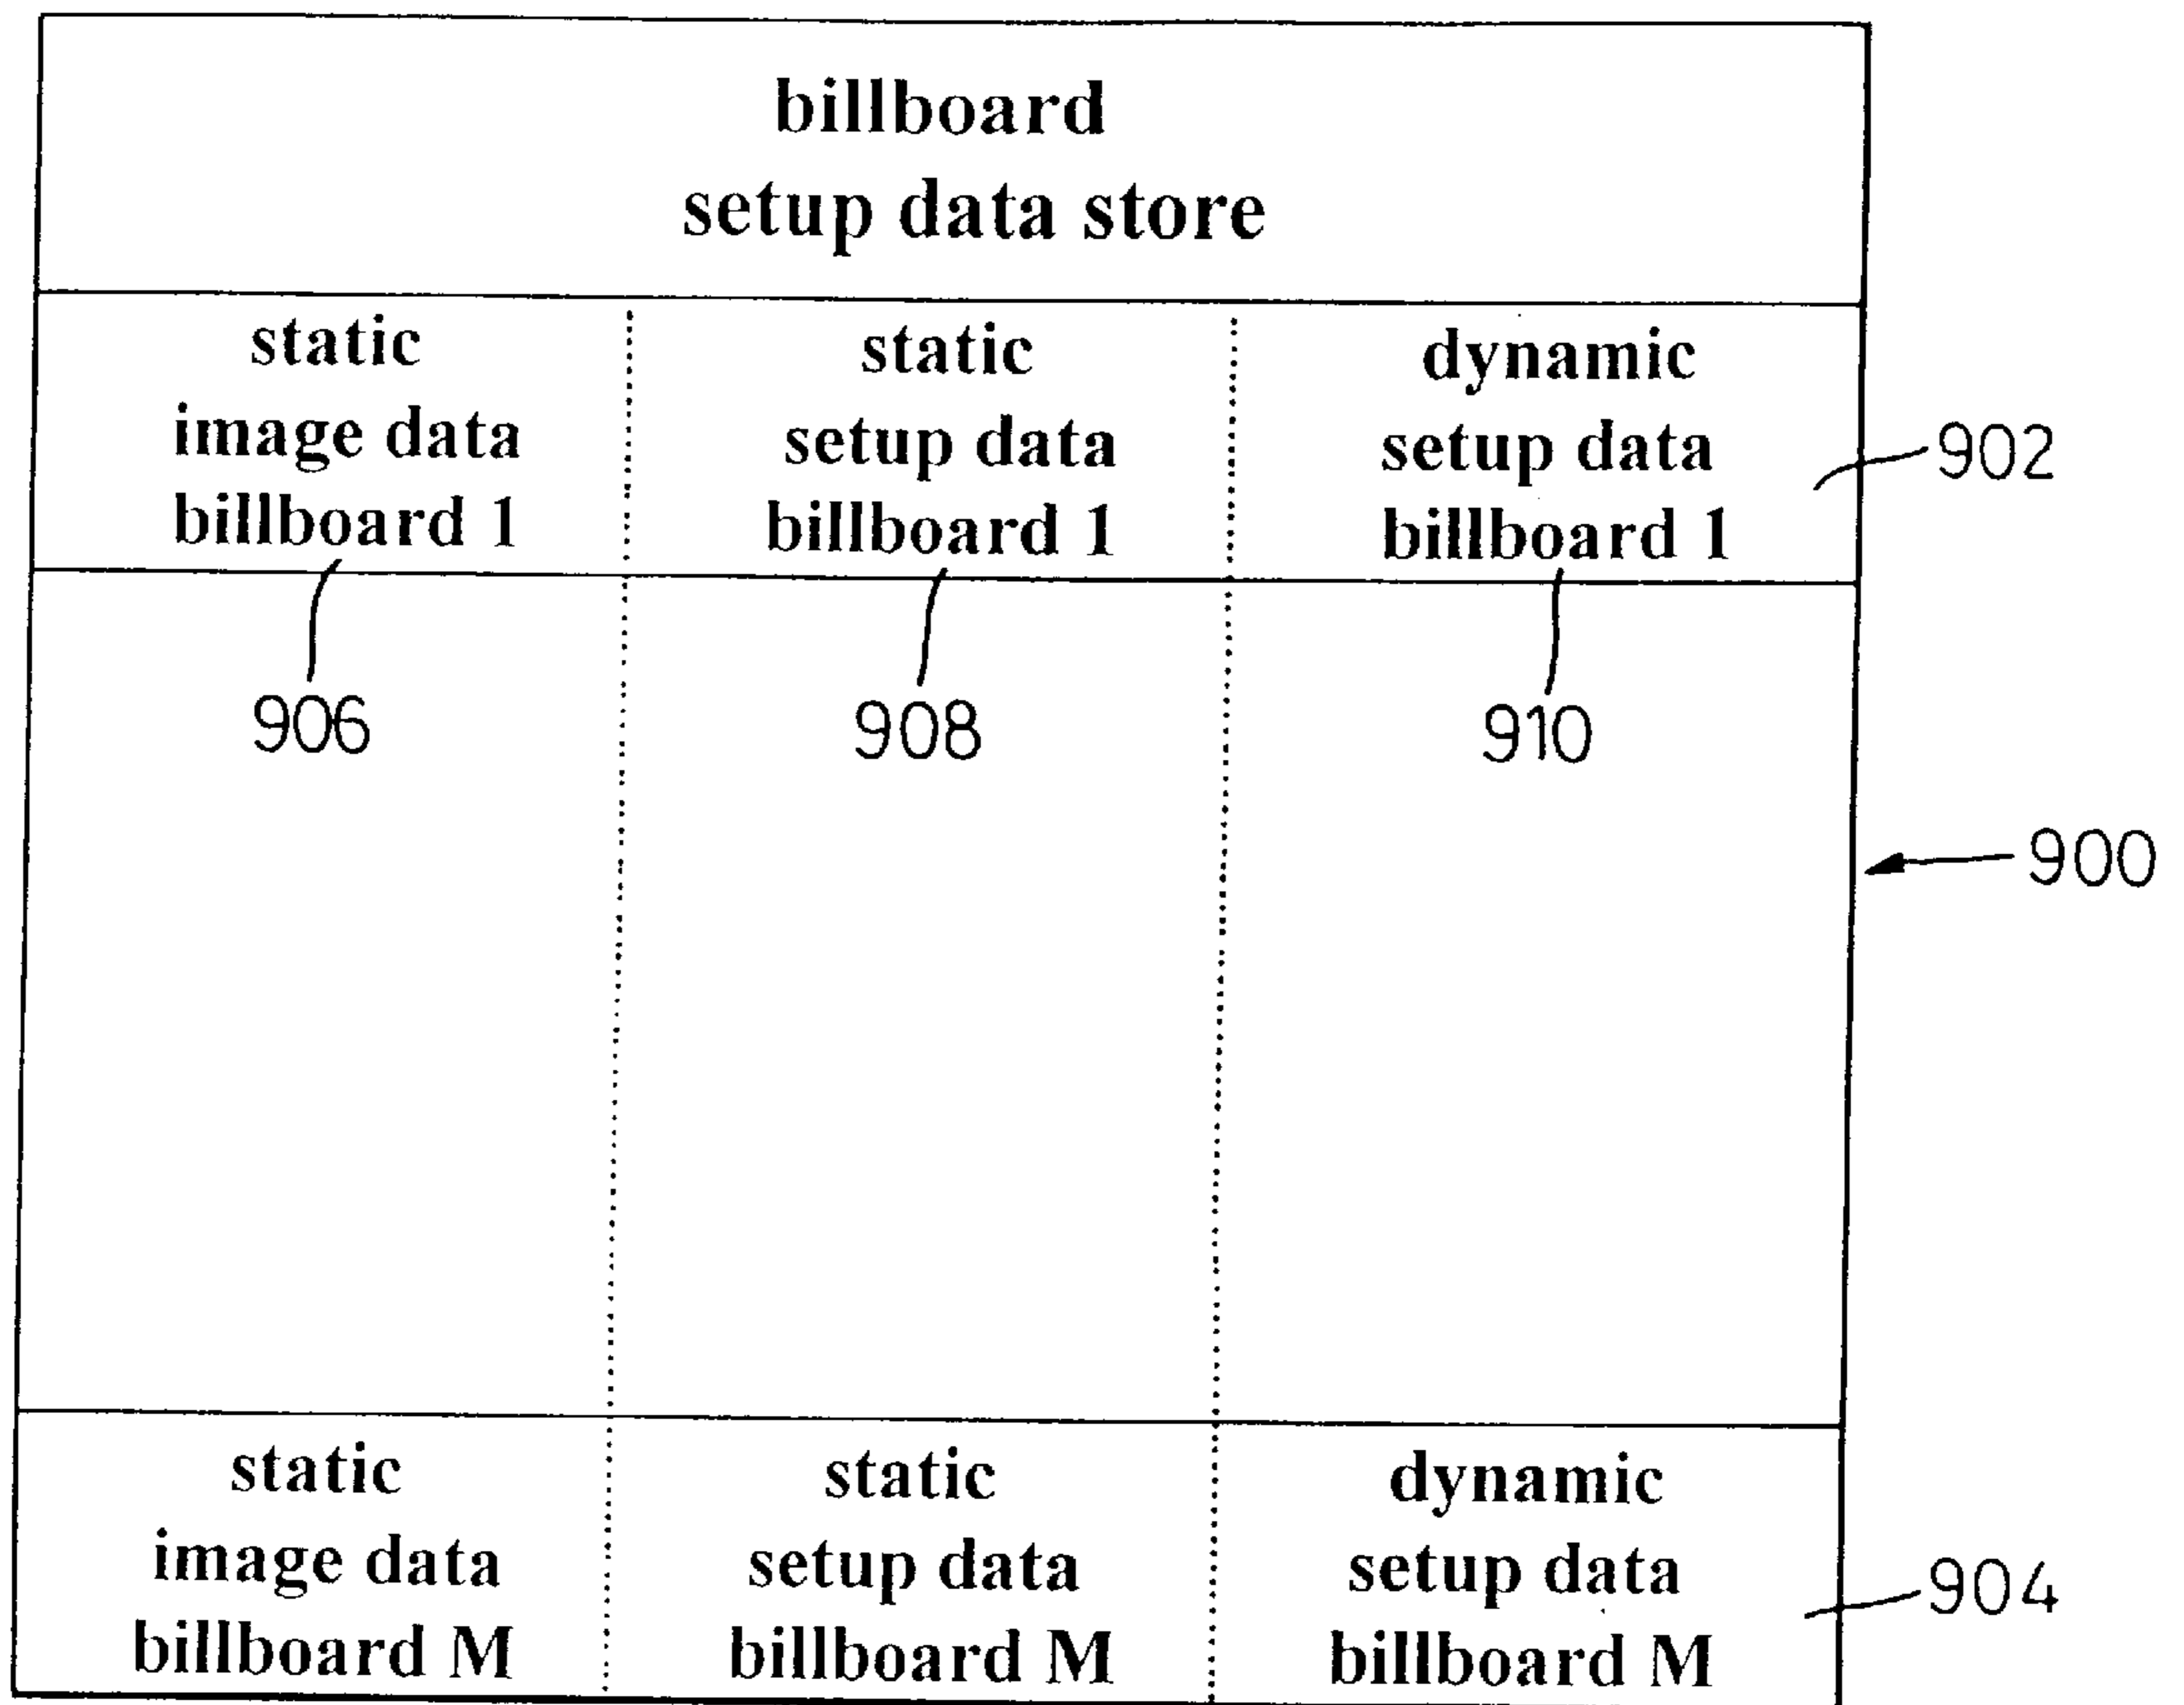 billboard
setup data store
static
image data
billboard 1
static
setup data
billboard 1
dynamic
setup data
billboard 1
902
906
908
910
900
static
image data
billboard M
static
setup data
billboard M
dynamic
setup data
billboard M
904